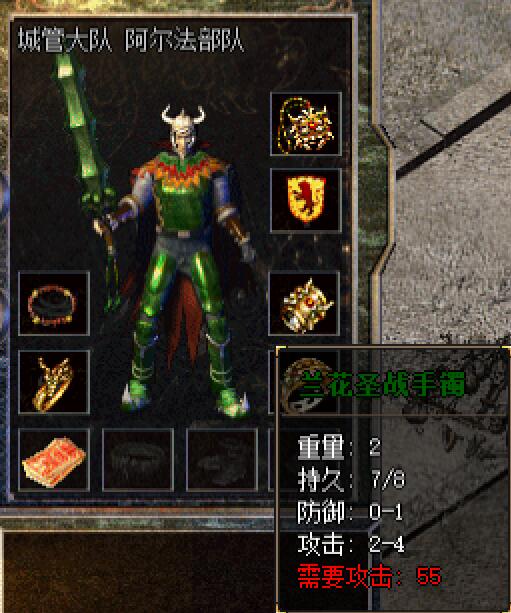 城管大队 阿尔法部队
兰花圣战手镯
重量: 2
持久: 7/8
防御: 0-1
攻击: 2-4
需要攻击: 55